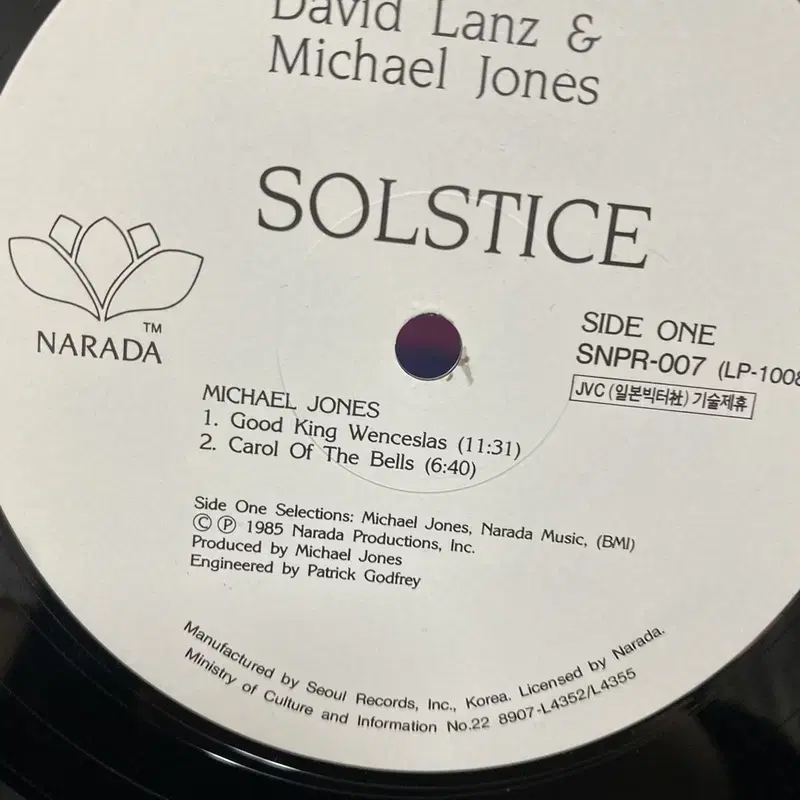 David Lanz &
Michael Jones
SOLSTICE
TM
NARADA
SIDE ONE
SNPR-007 (LP-1008
JVC (일본빅터社) 기술제휴
MICHAEL JONES
1. Good King Wenceslas (11:31)
2. Carol Of The Bells (6:40)
Side One Selections: Michael Jones, Narada Music, (BMI)
Ⓒ Ⓟ 1985 Narada Productions, Inc.
Produced by Michael Jones
Engineered by Patrick Godfrey
Manufactured by Seoul Records, Inc., Korea. Licensed by Narada.
Ministry of Culture and Information No.22 8907-L4352/L4355